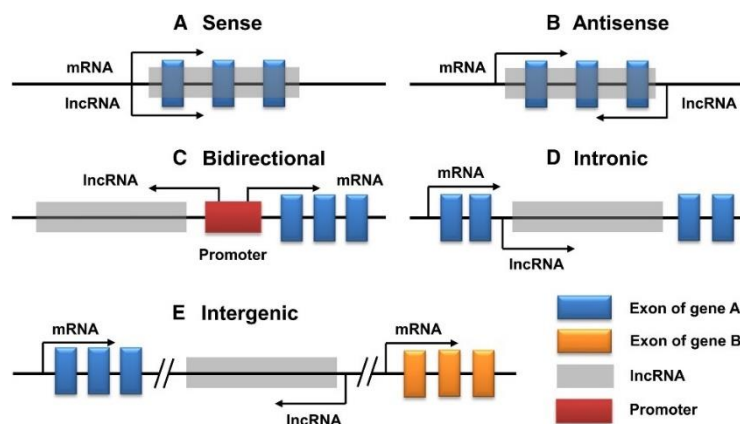 A Sense
mRNA
lncRNA
B Antisense
mRNA
lncRNA
C Bidirectional
lncRNA
mRNA
Promoter
D Intronic
mRNA
lncRNA
E Intergenic
mRNA
lncRNA
mRNA
Exon of gene A
Exon of gene B
lncRNA
Promoter